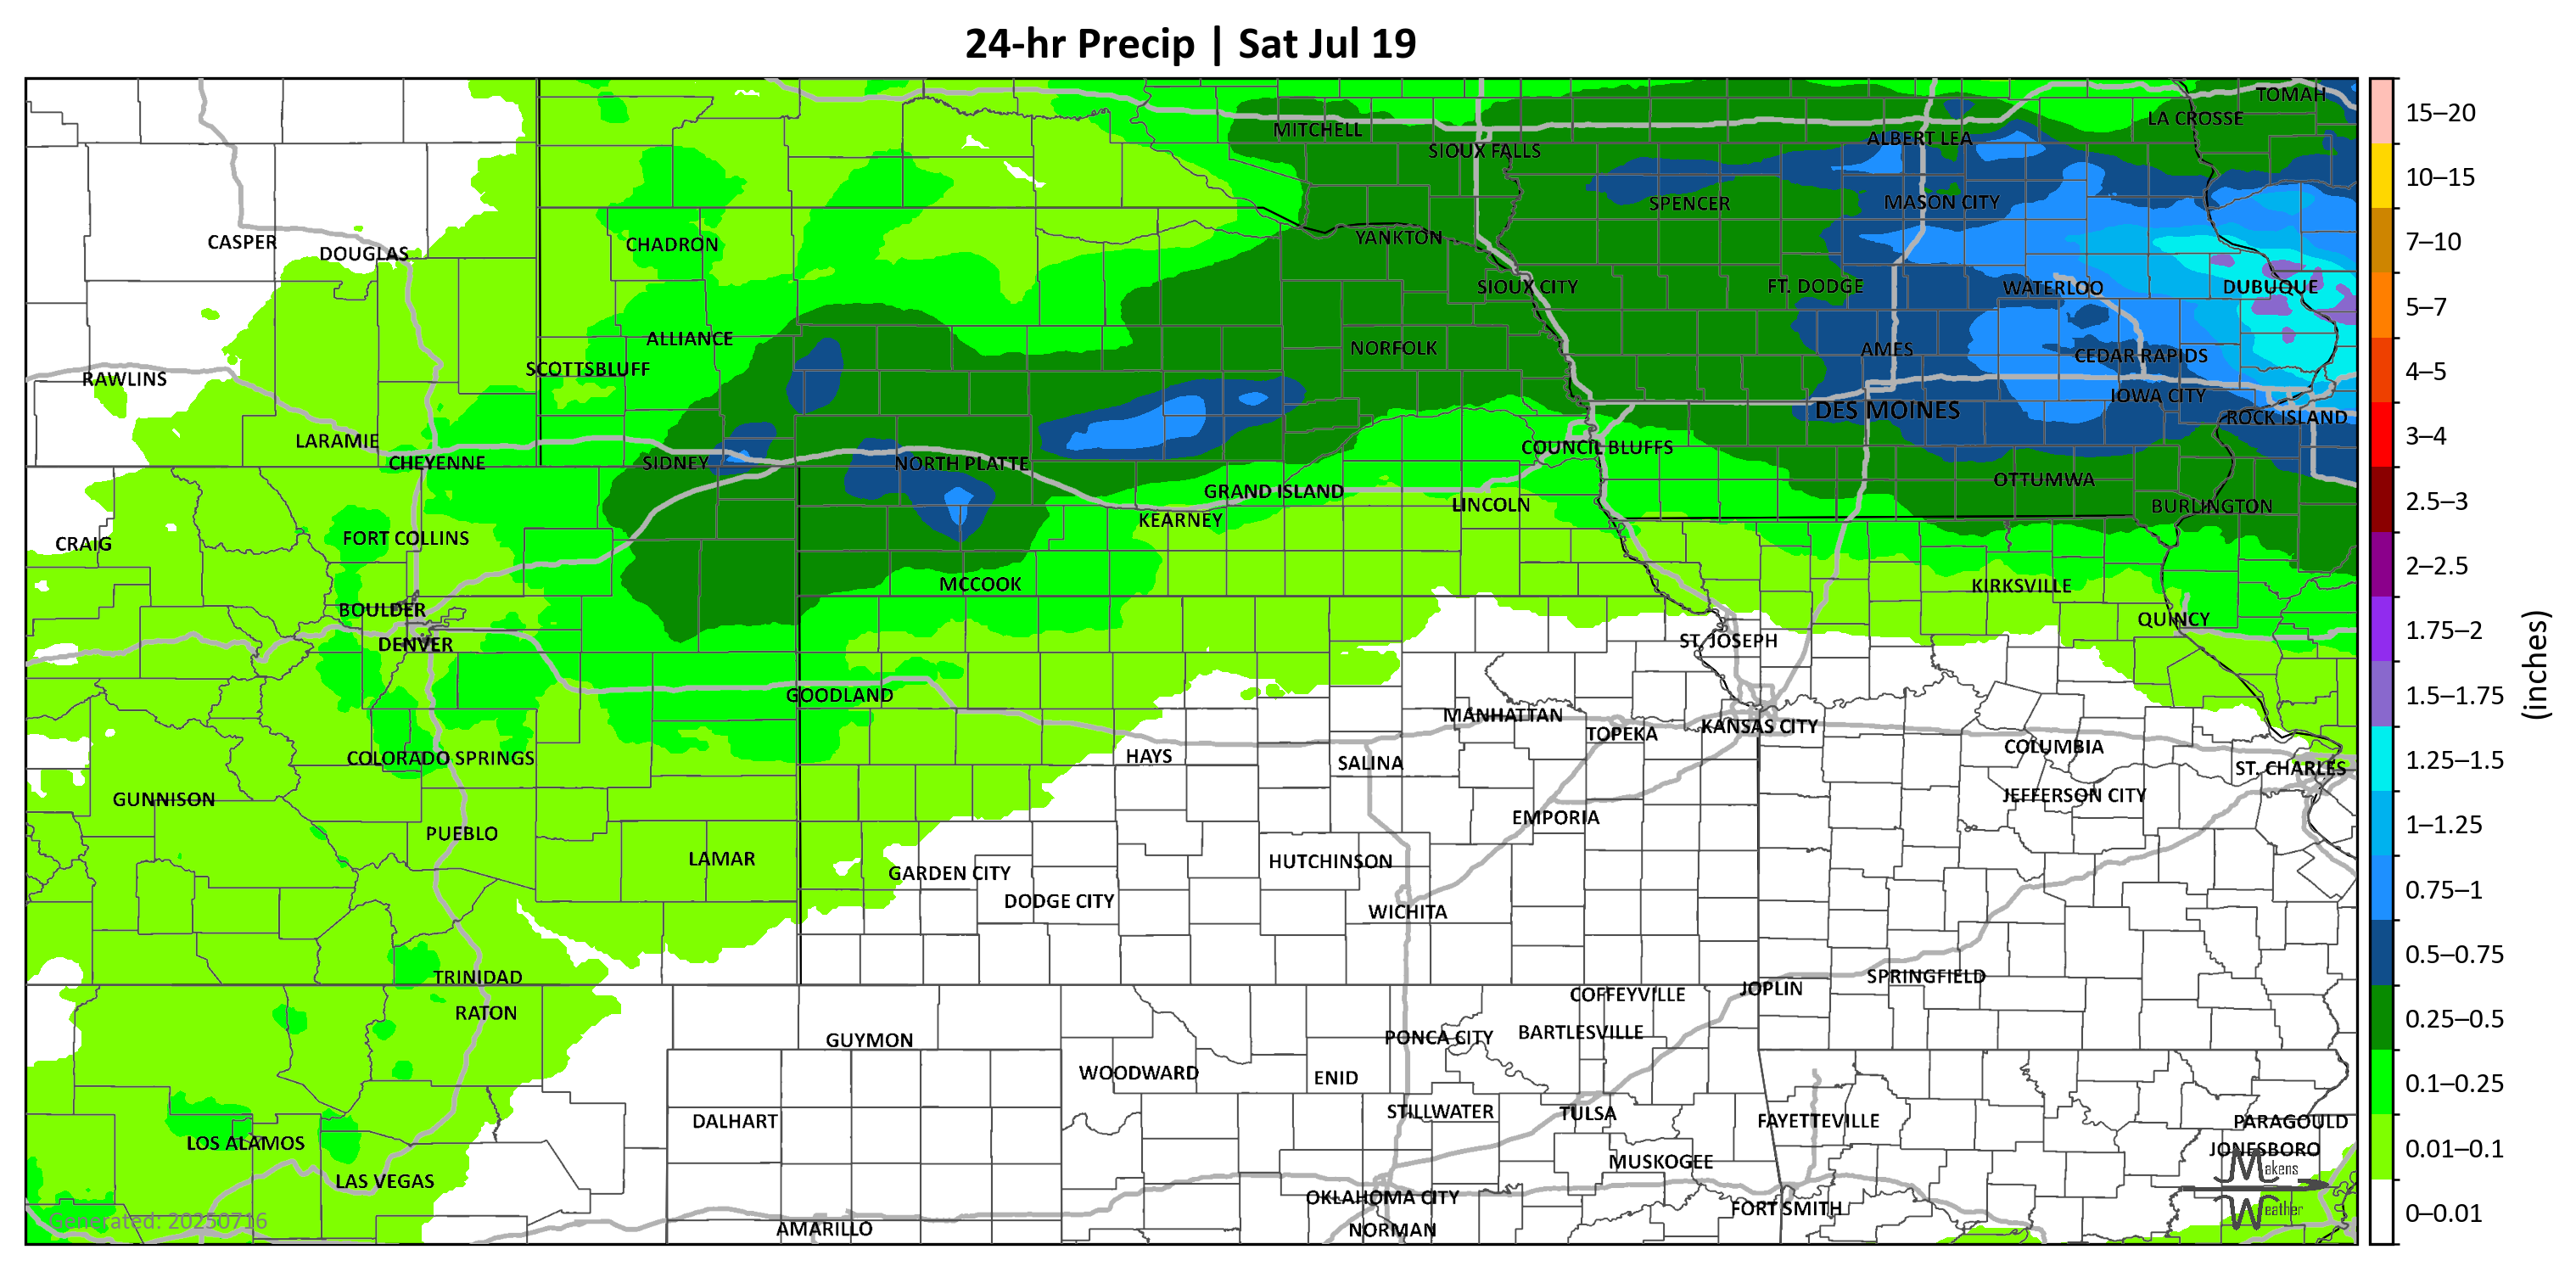 24-hr Precip | Sat Jul 19
TOMAH
LA CROSSE
MITCHELL
ALBERT LEA
SIOUX FALLS
SPENCER
MASON CITY
YANKTON
CASPER
CHADRON
DOUGLAS
SIOUX CITY
FT. DODGE
WATERLOO
DUBUQUE
ALLIANCE
NORFOLK
AMES
CEDAR RAPIDS
SCOTTSBLUFF
RAWLINS
IOWA CITY
DES MOINES
ROCK ISLAND
LARAMIE
COUNCIL BLUFFS
CHEYENNE
SIDNEY
NORTH PLATTE
OTTUMWA
GRAND ISLAND
LINCOLN
BURLINGTON
KEARNEY
FORT COLLINS
CRAIG
MCCOOK
KIRKSVILLE
BOULDER
QUINCY
DENVER
ST. JOSEPH
GOODLAND
MANHATTAN
TOPEKA
KANSAS CITY
COLUMBIA
HAYS
COLORADO SPRINGS
SALINA
ST. CHARLES
GUNNISON
JEFFERSON CITY
EMPORIA
PUEBLO
LAMAR
HUTCHINSON
GARDEN CITY
DODGE CITY
WICHITA
TRINIDAD
SPRINGFIELD
JOPLIN
COFFEYVILLE
RATON
BARTLESVILLE
PONCA CITY
GUYMON
WOODWARD
ENID
STILLWATER
TULSA
DALHART
FAYETTEVILLE
PARAGOULD
LOS ALAMOS
JONESBORO
MUSKOGEE
LAS VEGAS
OKLAHOMA CITY
FORT SMITH
AMARILLO
NORMAN
Generated: 20250716
Makens
Weather
15–20
10–15
7–10
5–7
4–5
3–4
2.5–3
2–2.5
1.75–2
1.5–1.75
1.25–1.5
1–1.25
0.75–1
0.5–0.75
0.25–0.5
0.1–0.25
0.01–0.1
0–0.01
(inches)